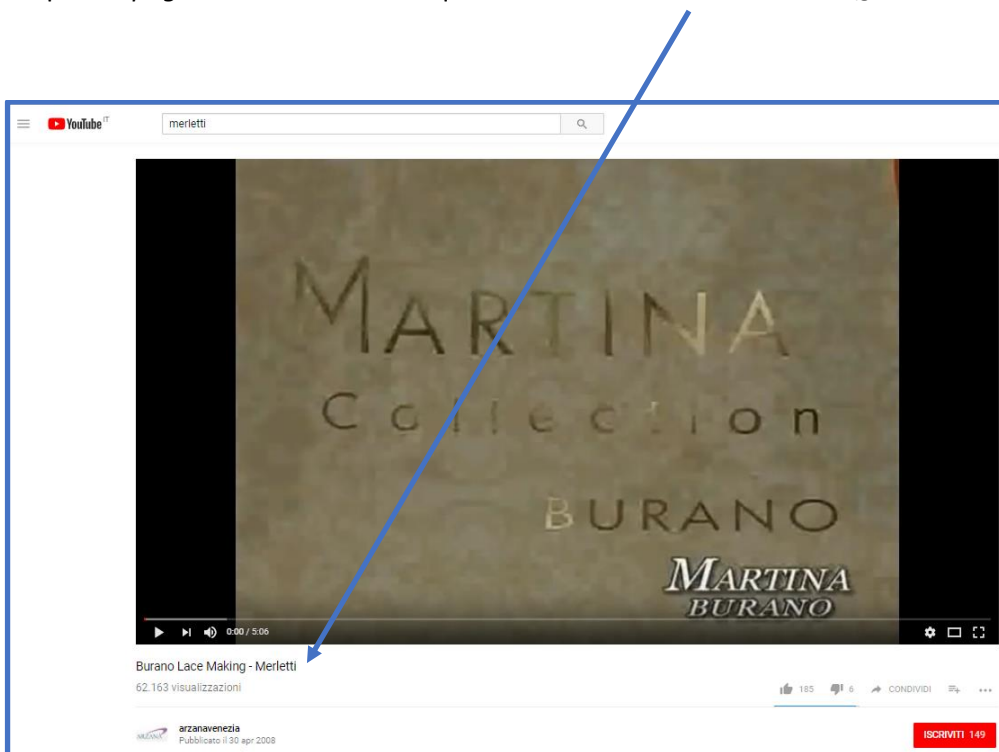 YouTube IT
merletti
MARTINA
Collection
BURANO
MARTINA
BURANO
0:00 / 5:06
Burano Lace Making - Merletti
62.163 visualizzazioni
185 6 CONDIVIDI
ARZANÀ
arzanavenezia
Pubblicato il 30 apr 2008
ISCRIVITI 149